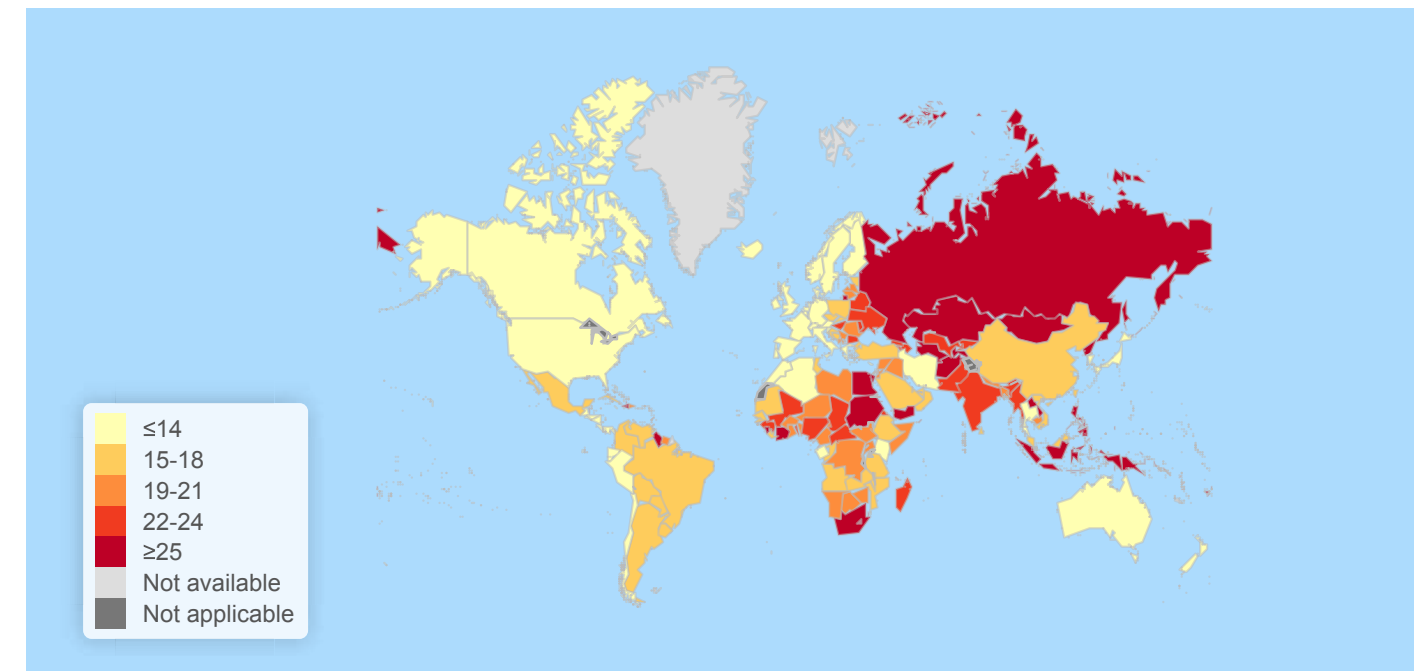 ≤14
15-18
19-21
22-24
≥25
Not available
Not applicable